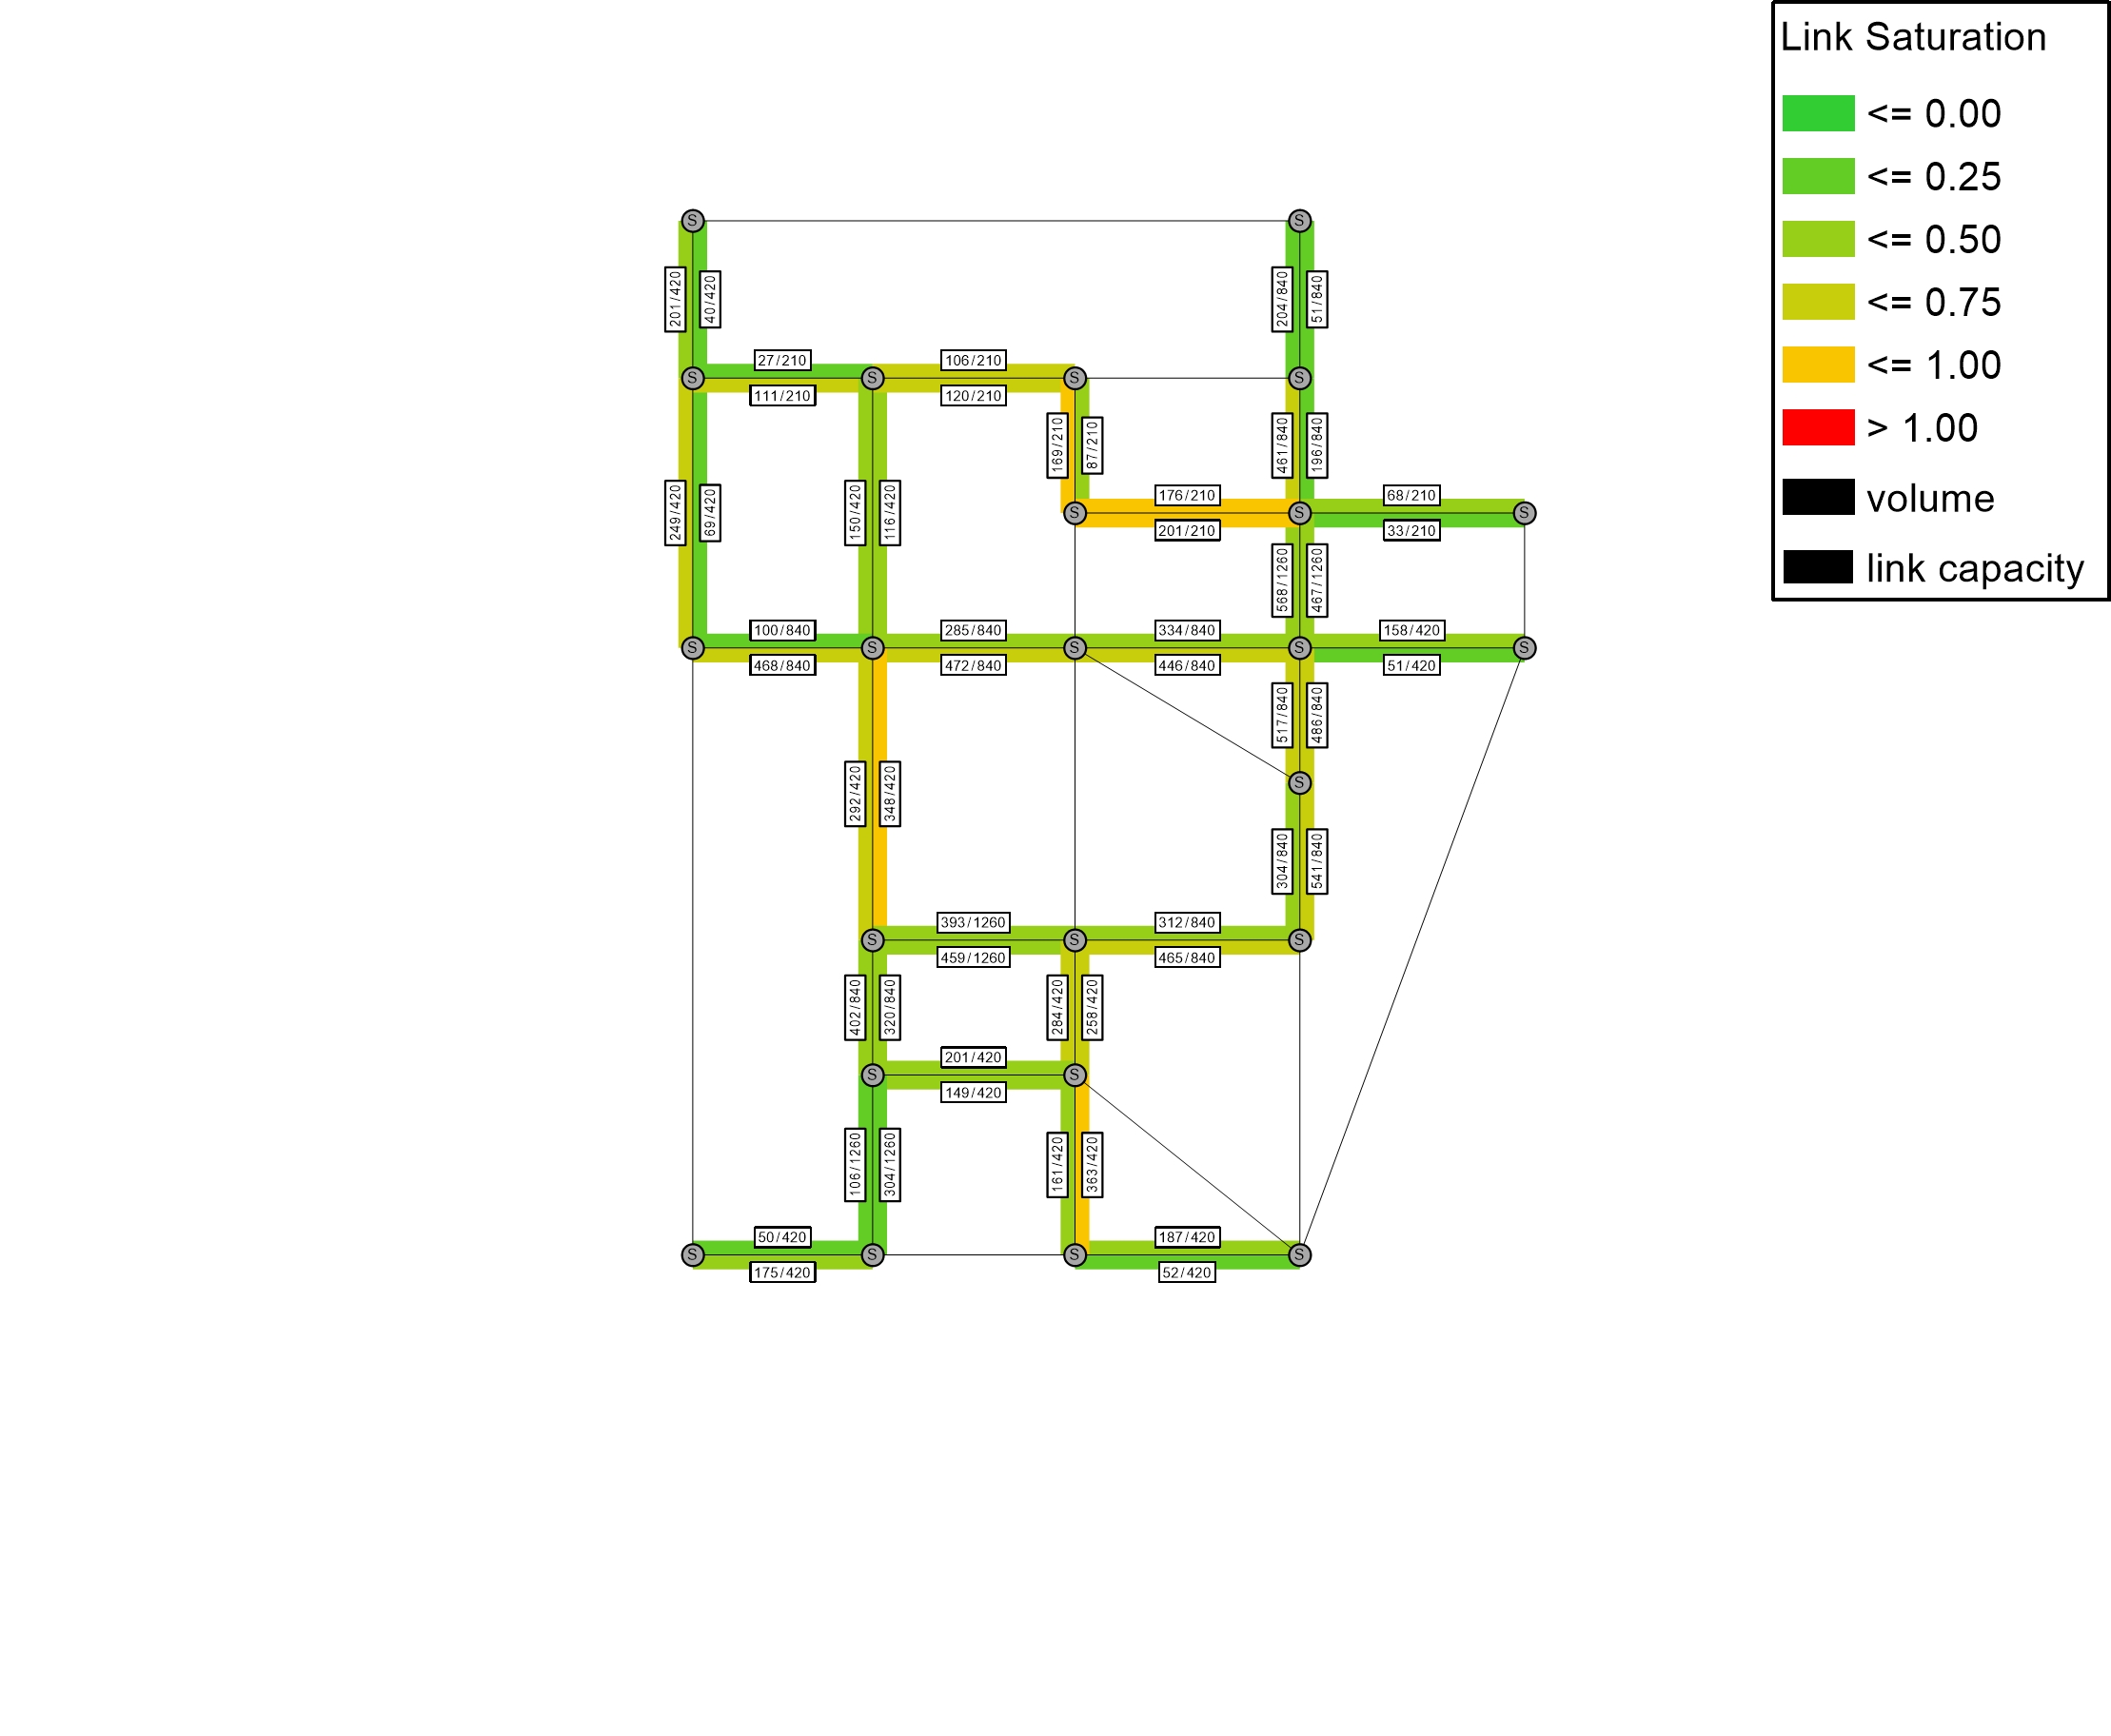 Link Saturation
<= 0.00
<= 0.25
<= 0.50
<= 0.75
<= 1.00
> 1.00
volume
link capacity
S
S
201/420
40/420
204/840
51/840
27/210
106/210
S
S
S
S
111/210
120/210
169/210
87/210
461/840
196/840
249/420
69/420
150/420
116/420
176/210
68/210
S
S
S
201/210
33/210
568/1260
467/1260
100/840
285/840
334/840
158/420
S
S
S
S
S
468/840
472/840
446/840
51/420
517/840
486/840
S
292/420
348/420
304/840
541/840
393/1260
312/840
S
S
S
459/1260
465/840
402/840
320/840
284/420
258/420
201/420
S
S
149/420
106/1260
304/1260
161/420
363/420
50/420
187/420
S
S
S
S
175/420
52/420